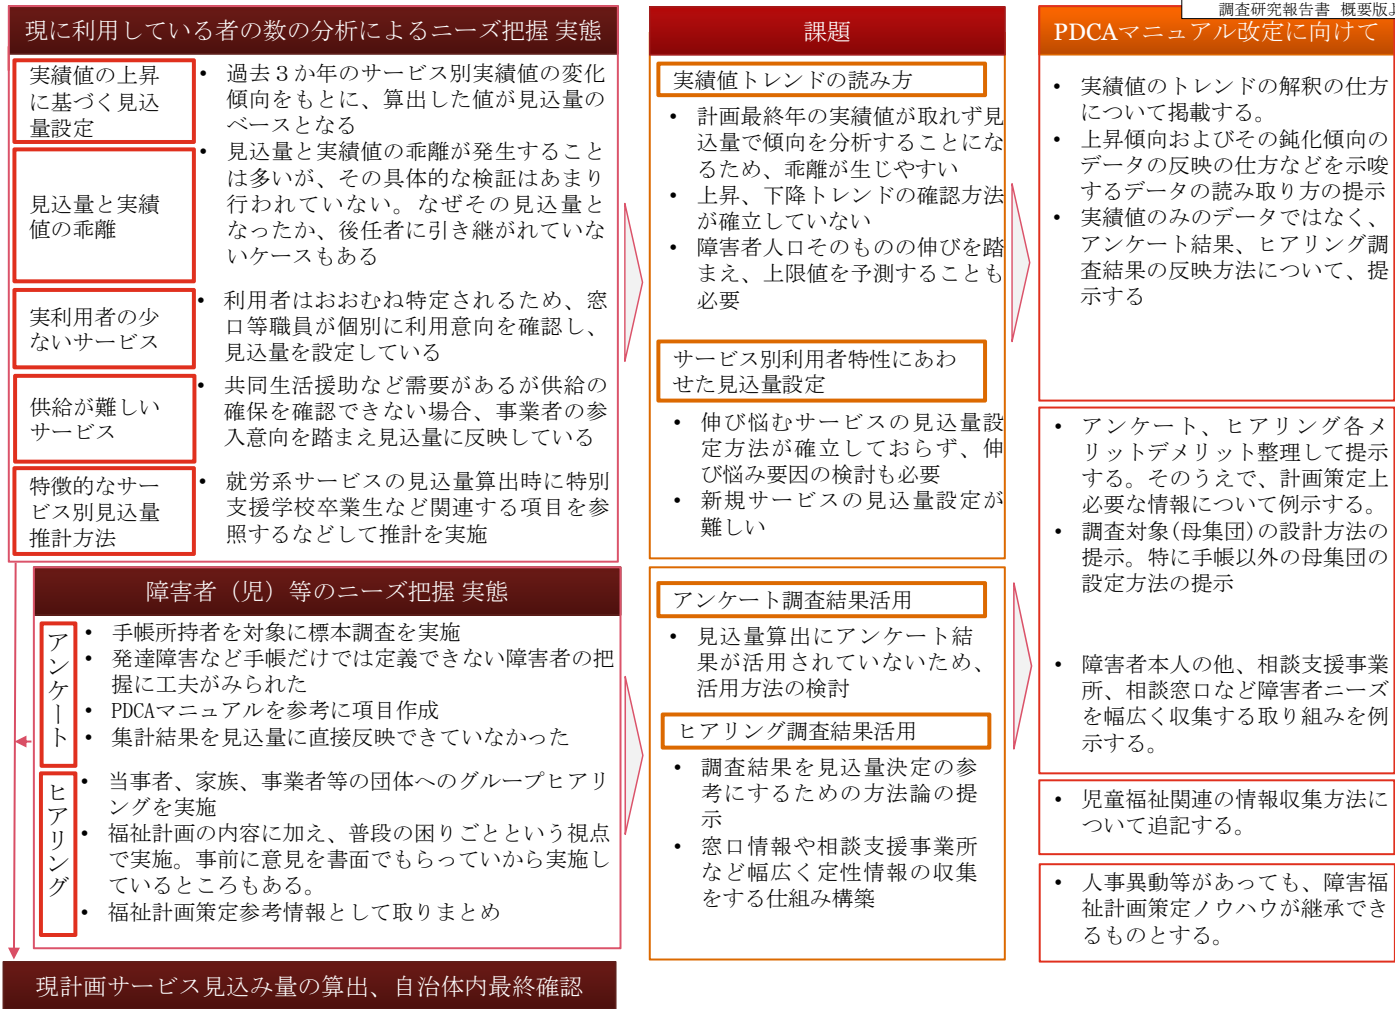 調査研究報告書 概要版よ
現に利用している者の数の分析によるニーズ把握 実態
実績値の上昇
に基づく見込
量設定
• 過去３か年のサービス別実績値の変化
傾向をもとに、算出した値が見込量の
ベースとなる
見込量と実績
値の乖離
• 見込量と実績値の乖離が発生すること
は多いが、その具体的な検証はあまり
行われていない。なぜその見込量と
なったか、後任者に引き継がれていな
いケースもある
実利用者の少
ないサービス
• 利用者はおおむね特定されるため、窓
口等職員が個別に利用意向を確認し、
見込量を設定している
供給が難しい
サービス
• 共同生活援助など需要があるが供給の
確保を確認できない場合、事業者の参
入意向を踏まえ見込量に反映している
特徴的なサー
ビス別見込量
推計方法
• 就労系サービスの見込量算出時に特別
支援学校卒業生など関連する項目を参
照するなどして推計を実施
障害者（児）等のニーズ把握 実態
アンケート
• 手帳所持者を対象に標本調査を実施
• 発達障害など手帳だけでは定義できない障害者の把
握に工夫がみられた
• PDCAマニュアルを参考に項目作成
• 集計結果を見込量に直接反映できていなかった
ヒアリング
• 当事者、家族、事業者等の団体へのグループヒアリ
ングを実施
• 福祉計画の内容に加え、普段の困りごとという視点
で実施。事前に意見を書面でもらっていから実施し
ているところもある。
• 福祉計画策定参考情報として取りまとめ
現計画サービス見込み量の算出、自治体内最終確認
課題
実績値トレンドの読み方
• 計画最終年の実績値が取れず見
込量で傾向を分析することにな
るため、乖離が生じやすい
• 上昇、下降トレンドの確認方法
が確立していない
• 障害者人口そのものの伸びを踏
まえ、上限値を予測することも
必要
サービス別利用者特性にあわ
せた見込量設定
• 伸び悩むサービスの見込量設
定方法が確立しておらず、伸
び悩み要因の検討も必要
• 新規サービスの見込量設定が
難しい
アンケート調査結果活用
• 見込量算出にアンケート結
果が活用されていないため、
活用方法の検討
ヒアリング調査結果活用
• 調査結果を見込量決定の参
考にするための方法論の提
示
• 窓口情報や相談支援事業所
など幅広く定性情報の収集
をする仕組み構築
PDCAマニュアル改定に向けて
• 実績値のトレンドの解釈の仕方
について掲載する。
• 上昇傾向およびその鈍化傾向の
データの反映の仕方などを示唆
するデータの読み取り方の提示
• 実績値のみのデータではなく、
アンケート結果、ヒアリング調
査結果の反映方法について、提
示する
• アンケート、ヒアリング各メ
リットデメリット整理して提示
する。そのうえで、計画策定上
必要な情報について例示する。
• 調査対象(母集団)の設計方法の
提示。特に手帳以外の母集団の
設定方法の提示
• 障害者本人の他、相談支援事業
所、相談窓口など障害者ニーズ
を幅広く収集する取り組みを例
示する。
• 児童福祉関連の情報収集方法に
ついて追記する。
• 人事異動等があっても、障害福
祉計画策定ノウハウが継承でき
るものとする。